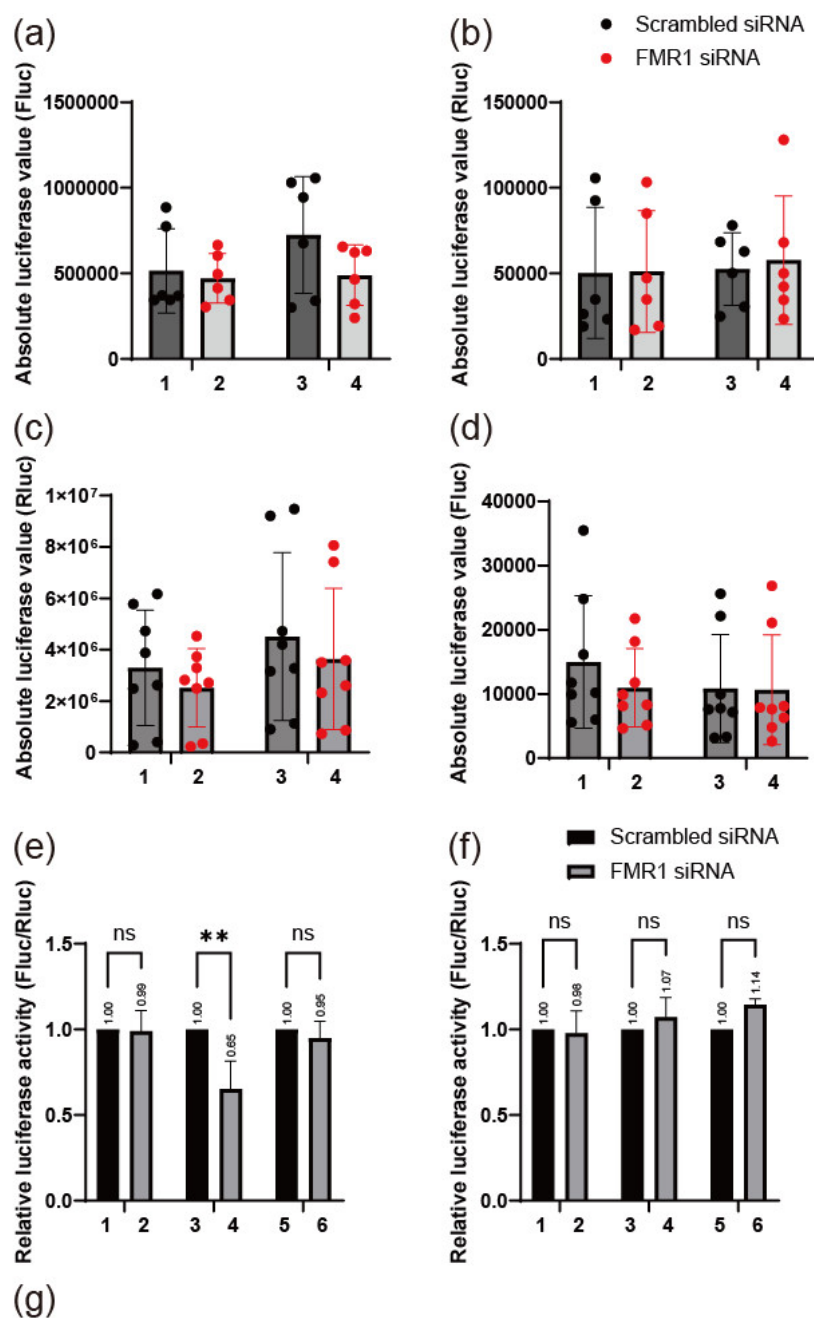 (a)
(b)
Scrambled siRNA
FMR1 siRNA
Absolute luciferase value (Fluc)
1500000
1000000
500000
0
1 2 3 4
Absolute luciferase value (Rluc)
150000
100000
50000
0
1 2 3 4
(c)
(d)
Absolute luciferase value (Rluc)
1×10⁷
8×10⁶
6×10⁶
4×10⁶
2×10⁶
0
1 2 3 4
Absolute luciferase value (Fluc)
40000
30000
20000
10000
0
1 2 3 4
(e)
(f)
Scrambled siRNA
FMR1 siRNA
Relative luciferase activity (Fluc/Rluc)
1.5
1.0
0.5
0.0
ns ** ns
1.00 0.99 1.00 0.65 1.00 0.95
1 2 3 4 5 6
Relative luciferase activity (Fluc/Rluc)
1.5
1.0
0.5
0.0
ns ns ns
1.00 0.98 1.00 1.07 1.00 1.14
1 2 3 4 5 6
(g)